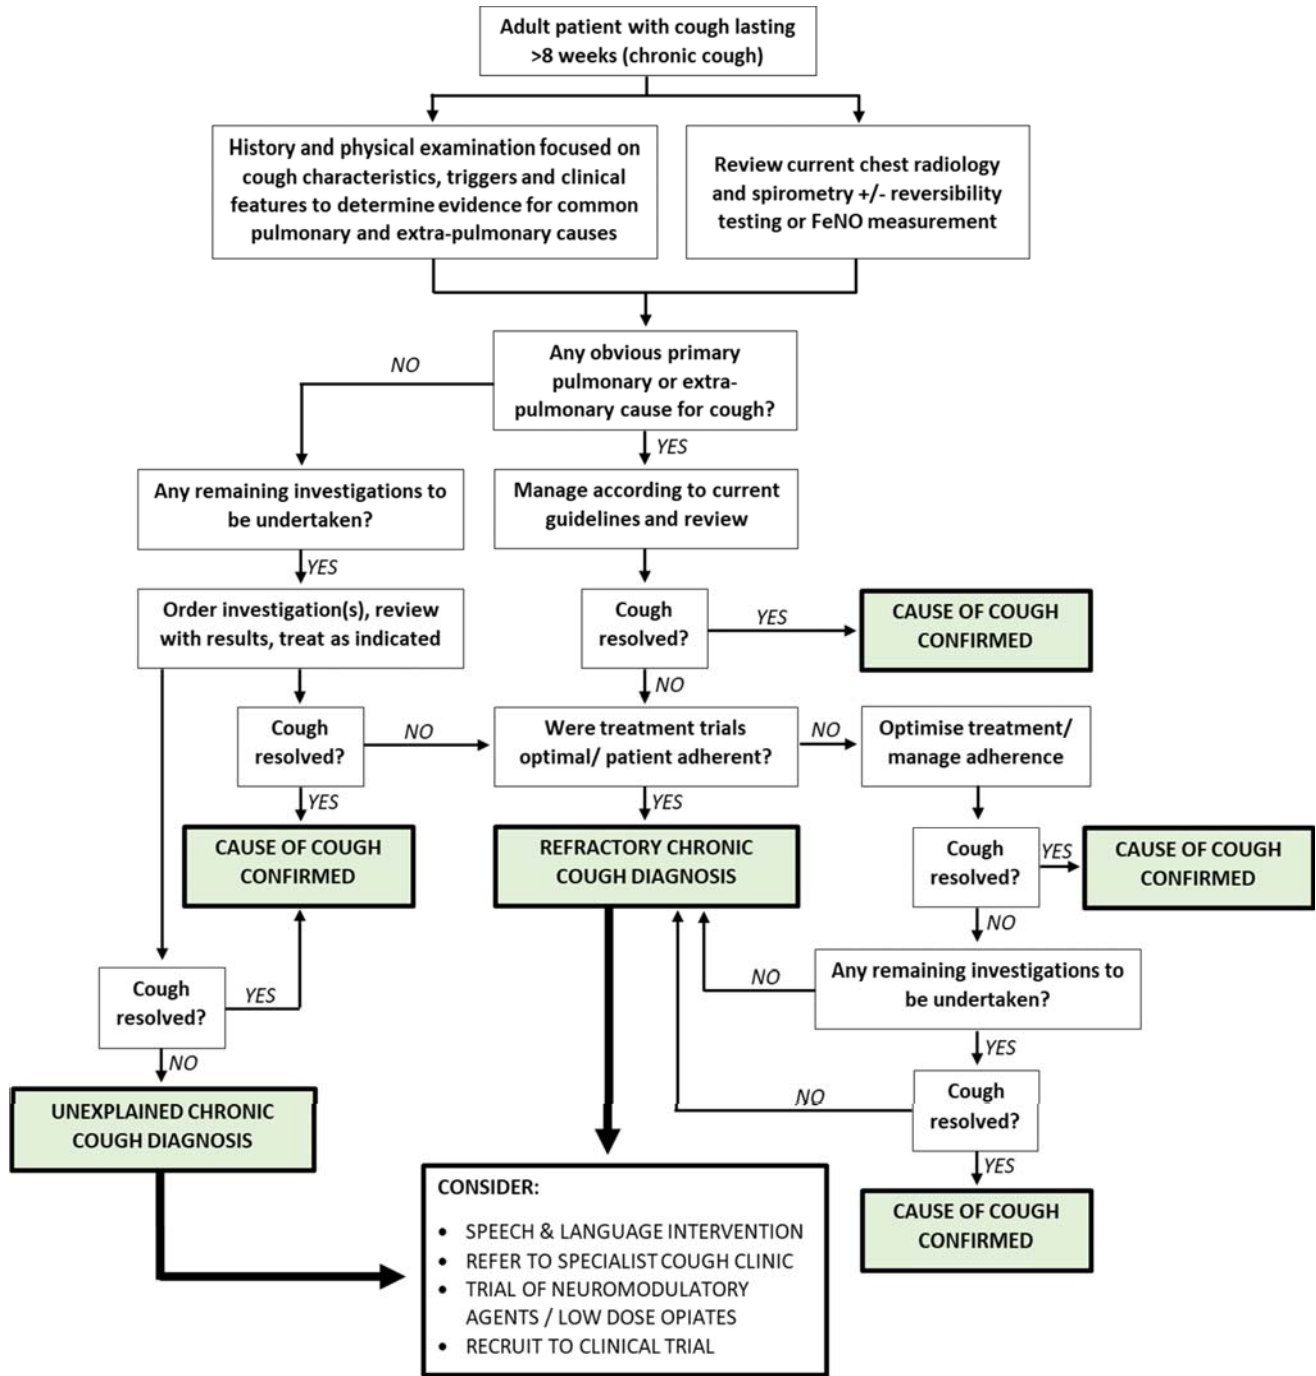 Adult patient with cough lasting
>8 weeks (chronic cough)
History and physical examination focused on
cough characteristics, triggers and clinical
features to determine evidence for common
pulmonary and extra-pulmonary causes
Review current chest radiology
and spirometry +/- reversibility
testing or FeNO measurement
Any obvious primary
pulmonary or extra-
pulmonary cause for cough?
NO
YES
Any remaining investigations to
be undertaken?
YES
Manage according to current
guidelines and review
Order investigation(s), review
with results, treat as indicated
Cough
resolved?
YES
CAUSE OF COUGH
CONFIRMED
NO
Cough
resolved?
NO
YES
Were treatment trials
optimal/ patient adherent?
NO
YES
Optimise treatment/
manage adherence
CAUSE OF COUGH
CONFIRMED
REFRACTORY CHRONIC
COUGH DIAGNOSIS
Cough
resolved?
YES
CAUSE OF COUGH
CONFIRMED
NO
Cough
resolved?
YES
NO
Any remaining investigations to
be undertaken?
NO
YES
Cough
resolved?
NO
YES
UNEXPLAINED CHRONIC
COUGH DIAGNOSIS
CAUSE OF COUGH
CONFIRMED
CONSIDER:
• SPEECH & LANGUAGE INTERVENTION
• REFER TO SPECIALIST COUGH CLINIC
• TRIAL OF NEUROMODULATORY
AGENTS / LOW DOSE OPIATES
• RECRUIT TO CLINICAL TRIAL